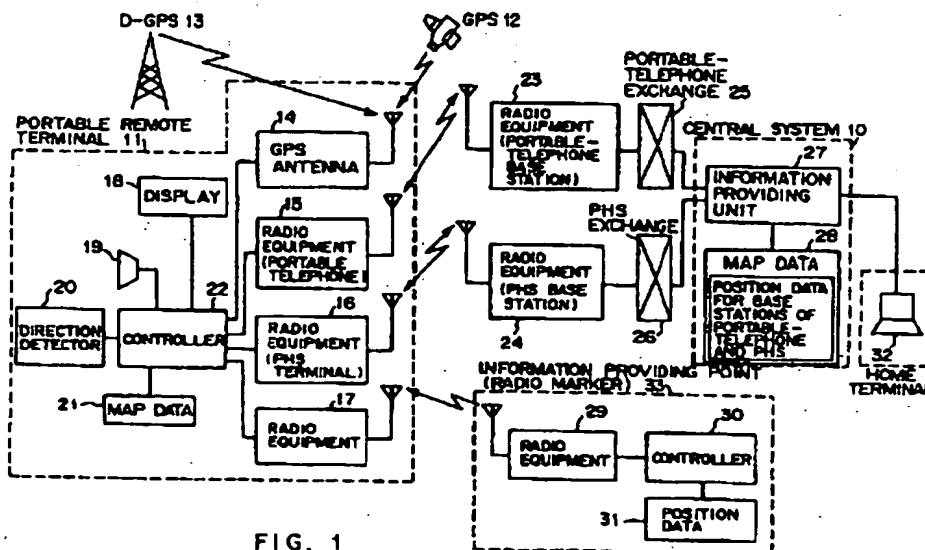 D-GPS 13
GPS 12
PORTABLE REMOTE
TERMINAL 11
14
GPS
ANTENNA
18
DISPLAY
15
RADIO
EQUIPMENT
(PORTABLE
TELEPHONE)
19
20
DIRECTION
DETECTOR
22
CONTROLLER
16
RADIO
EQUIPMENT
(PHS
TERMINAL)
21
MAP DATA
17
RADIO
EQUIPMENT
23
RADIO
EQUIPMENT
(PORTABLE-
TELEPHONE
BASE
STATION)
PORTABLE-
TELEPHONE
EXCHANGE 25
CENTRAL SYSTEM 10
27
INFORMATION
PROVIDING
UNIT
PHS
EXCHANGE
RADIO
EQUIPMENT
(PHS BASE
STATION)
24
26
28
MAP DATA
POSITION DATA
FOR BASE
STATIONS OF
PORTABLE-
TELEPHONE
AND PHS
32
HOME
TERMINAL
INFORMATION PROVIDING POINT
(RADIO MARKER) 33
29
RADIO
EQUIPMENT
30
CONTROLLER
31
POSITION
DATA
FIG. 1